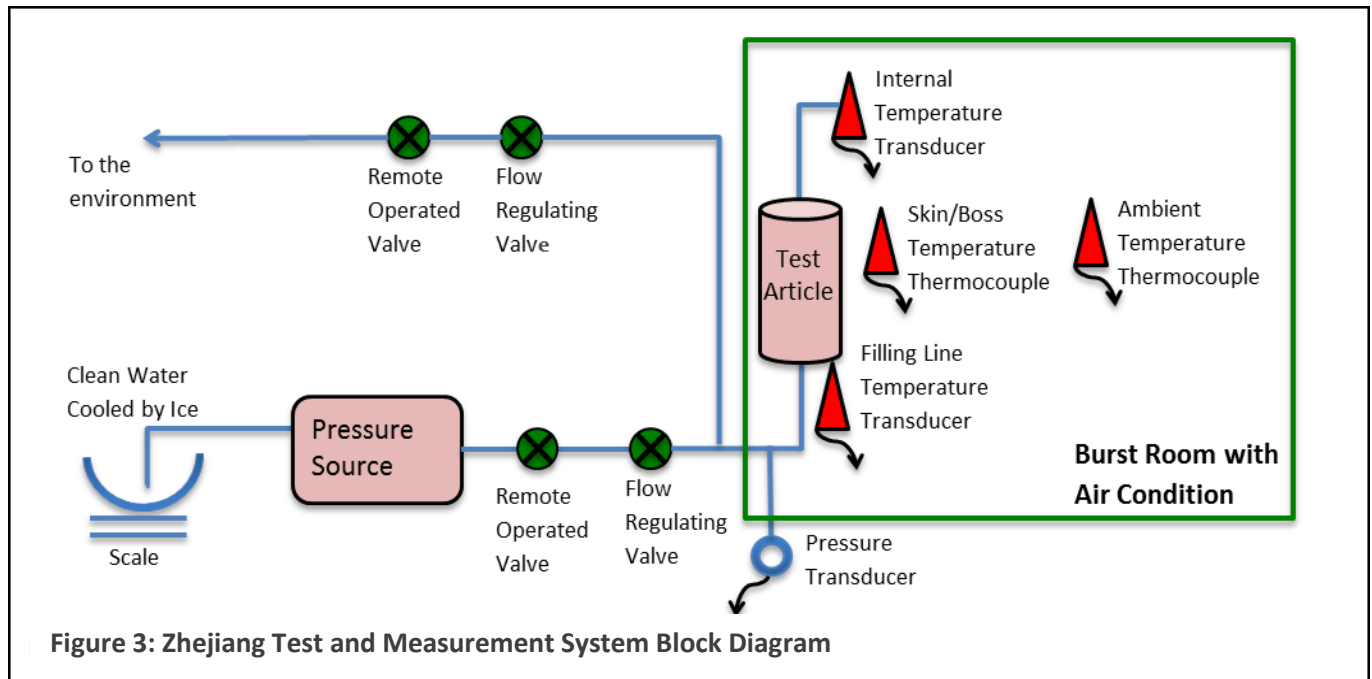 Internal
Temperature
Transducer
To the
environment
Remote
Operated
Valve
Flow
Regulating
Valve
Test
Article
Skin/Boss
Temperature
Thermocouple
Ambient
Temperature
Thermocouple
Clean Water
Cooled by Ice
Pressure
Source
Filling Line
Temperature
Transducer
Remote
Operated
Valve
Flow
Regulating
Valve
Burst Room with
Air Condition
Scale
Pressure
Transducer
Figure 3: Zhejiang Test and Measurement System Block Diagram